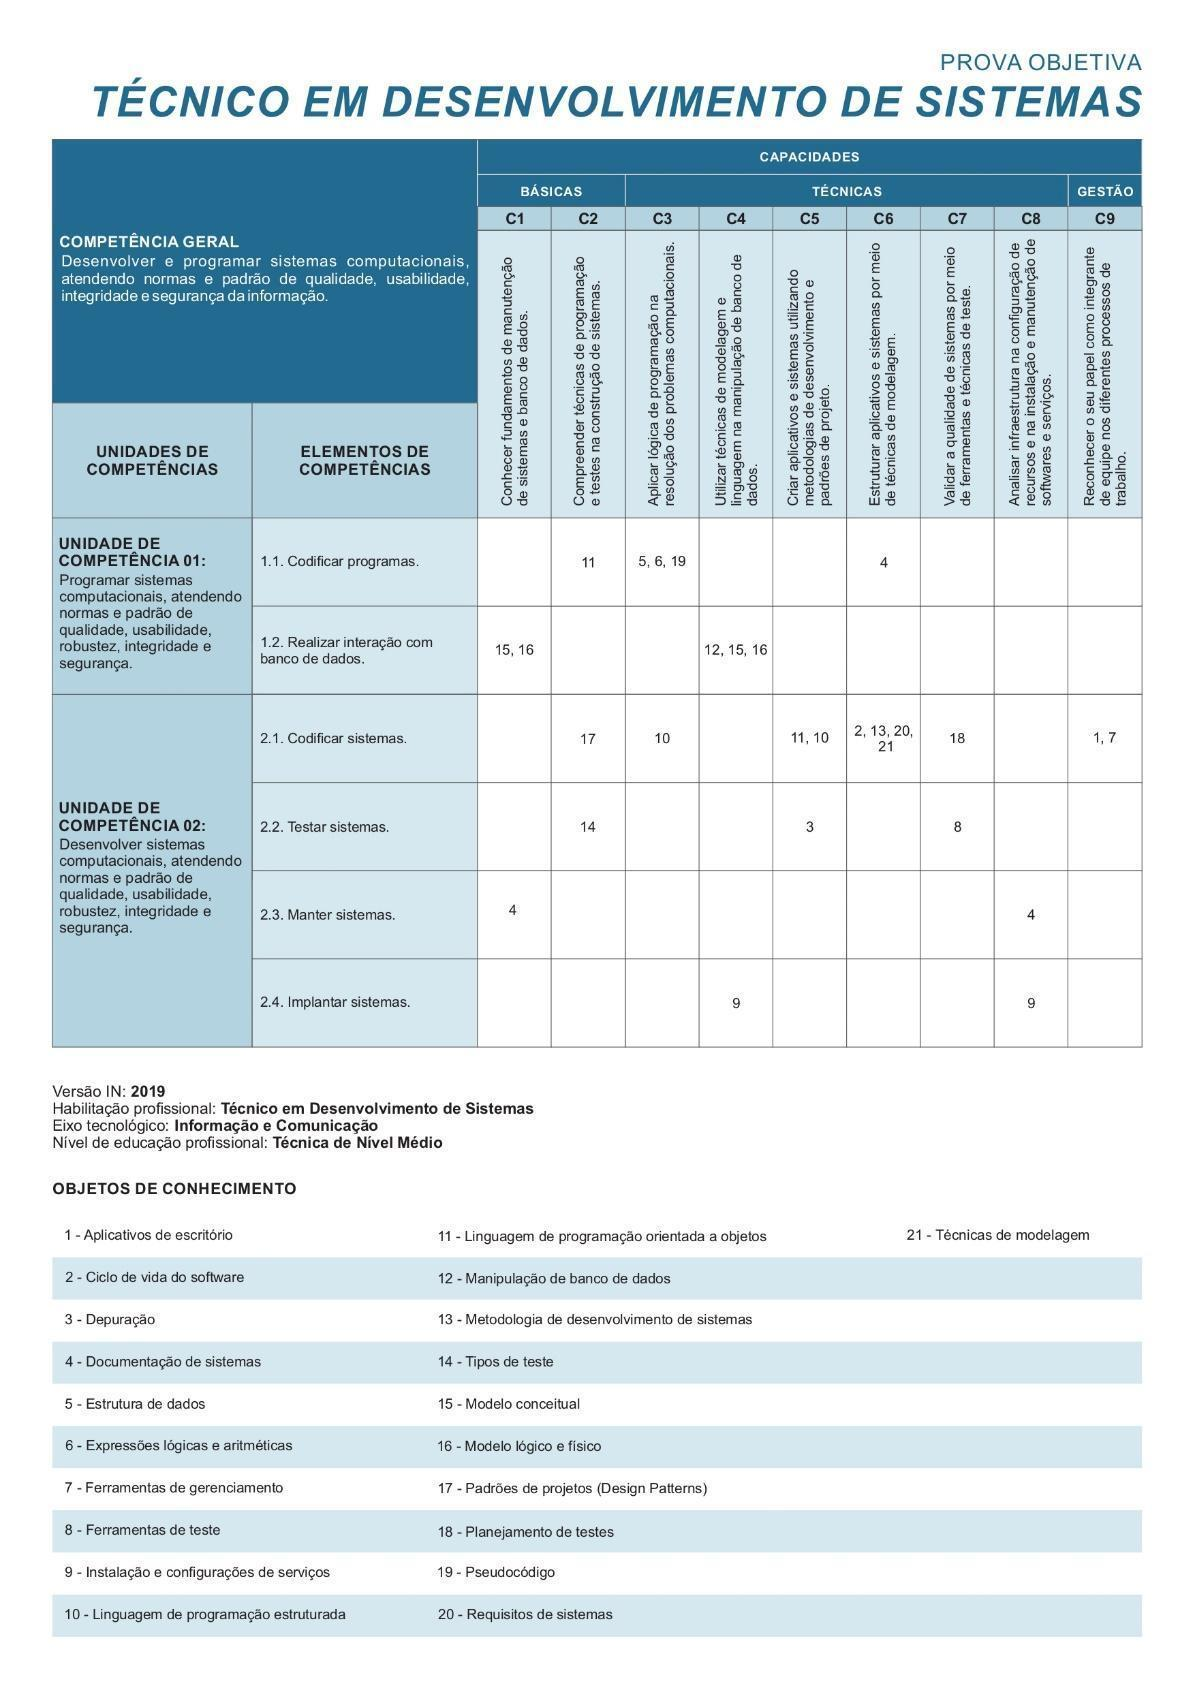 PROVA OBJETIVA
TÉCNICO EM DESENVOLVIMENTO DE SISTEMAS
CAPACIDADES
BÁSICAS
TÉCNICAS
GESTÃO
C1
C2
C3
C4
C5
C6
C7
C8
C9
COMPETÊNCIA GERAL
Desenvolver e programar sistemas computacionais,
atendendo normas e padrão de qualidade, usabilidade,
integridade e segurança da informação.
Conhecer fundamentos de manutenção
de sistemas e banco de dados.
Compreender técnicas de programação
e testes na construção de sistemas.
Aplicar lógica de programação na
resolução dos problemas computacionais.
Utilizar técnicas de modelagem e
linguagem na manipulação de banco de
dados.
Criar aplicativos e sistemas utilizando
metodologias de desenvolvimento e
padrões de projeto.
Estruturar aplicativos e sistemas por meio
de técnicas de modelagem.
Validar a qualidade de sistemas por meio
de ferramentas e técnicas de teste.
Analisar infraestrutura na configuração de
recursos e na instalação e manutenção de
softwares e serviços.
Reconhecer o seu papel como integrante
de equipe nos diferentes processos de
trabalho.
UNIDADES DE
COMPETÊNCIAS
ELEMENTOS DE
COMPETÊNCIAS
UNIDADE DE
COMPETÊNCIA 01:
Programar sistemas
computacionais, atendendo
normas e padrão de
qualidade, usabilidade,
robustez, integridade e
segurança.
1.1. Codificar programas.
11
5, 6, 19
4
1.2. Realizar interação com
banco de dados.
15, 16
12, 15, 16
UNIDADE DE
COMPETÊNCIA 02:
Desenvolver sistemas
computacionais, atendendo
normas e padrão de
qualidade, usabilidade,
robustez, integridade e
segurança.
2.1. Codificar sistemas.
17
10
11, 10
2, 13, 20,
21
18
1, 7
2.2. Testar sistemas.
14
3
8
2.3. Manter sistemas.
4
4
2.4. Implantar sistemas.
9
9
Versão IN: 2019
Habilitação profissional: Técnico em Desenvolvimento de Sistemas
Eixo tecnológico: Informação e Comunicação
Nível de educação profissional: Técnica de Nível Médio
OBJETOS DE CONHECIMENTO
1 - Aplicativos de escritório
11 - Linguagem de programação orientada a objetos
21 - Técnicas de modelagem
2 - Ciclo de vida do software
12 - Manipulação de banco de dados
3 - Depuração
13 - Metodologia de desenvolvimento de sistemas
4 - Documentação de sistemas
14 - Tipos de teste
5 - Estrutura de dados
15 - Modelo conceitual
6 - Expressões lógicas e aritméticas
16 - Modelo lógico e físico
7 - Ferramentas de gerenciamento
17 - Padrões de projetos (Design Patterns)
8 - Ferramentas de teste
18 - Planejamento de testes
9 - Instalação e configurações de serviços
19 - Pseudocódigo
10 - Linguagem de programação estruturada
20 - Requisitos de sistemas